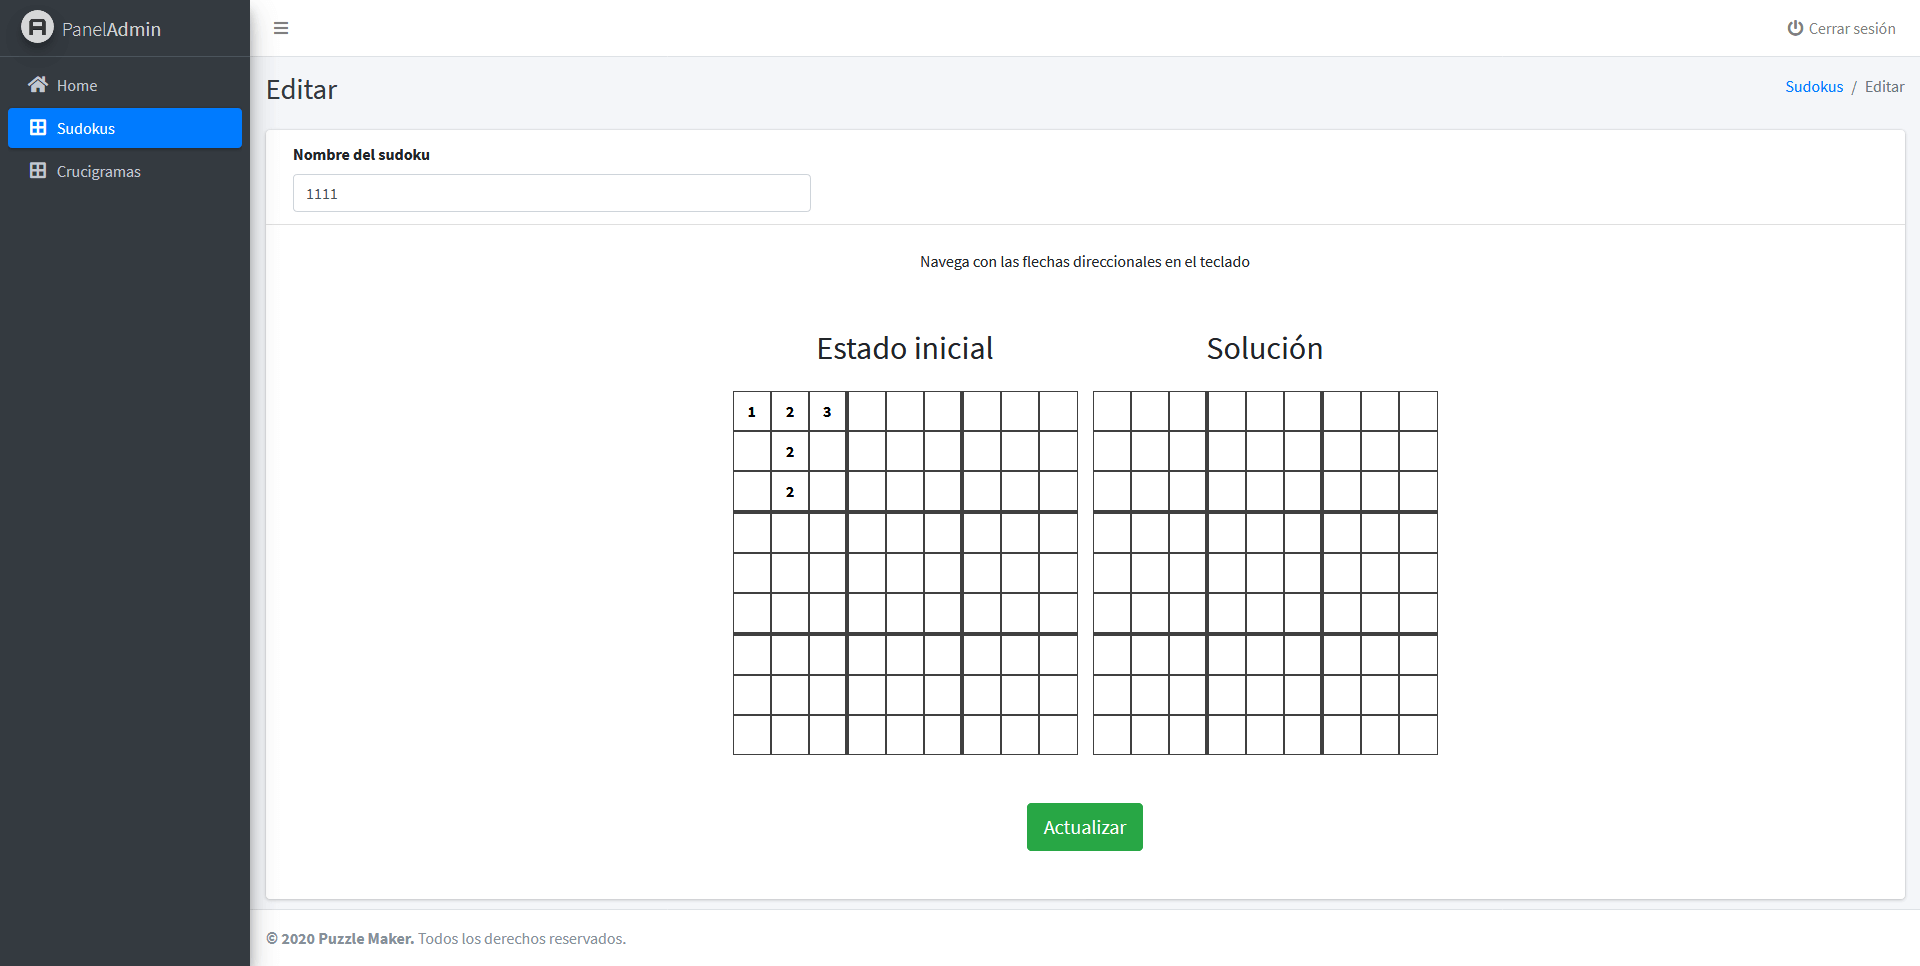 PanelAdmin
Cerrar sesión
Home
Sudokus
Crucigramas
Editar
Sudokus / Editar
Nombre del sudoku
1111
Navega con las flechas direccionales en el teclado
Estado inicial
Solución
1 2 3
2
2
Actualizar
© 2020 Puzzle Maker. Todos los derechos reservados.